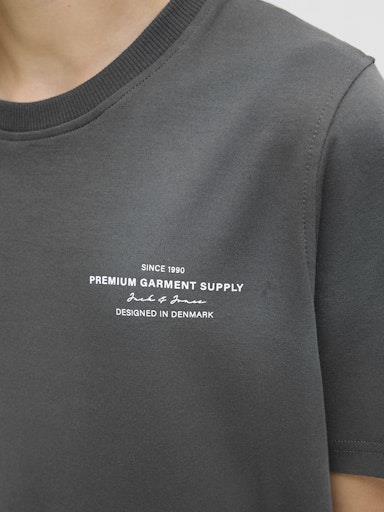 SINCE 1990
PREMIUM GARMENT SUPPLY
Jack & Jones
DESIGNED IN DENMARK